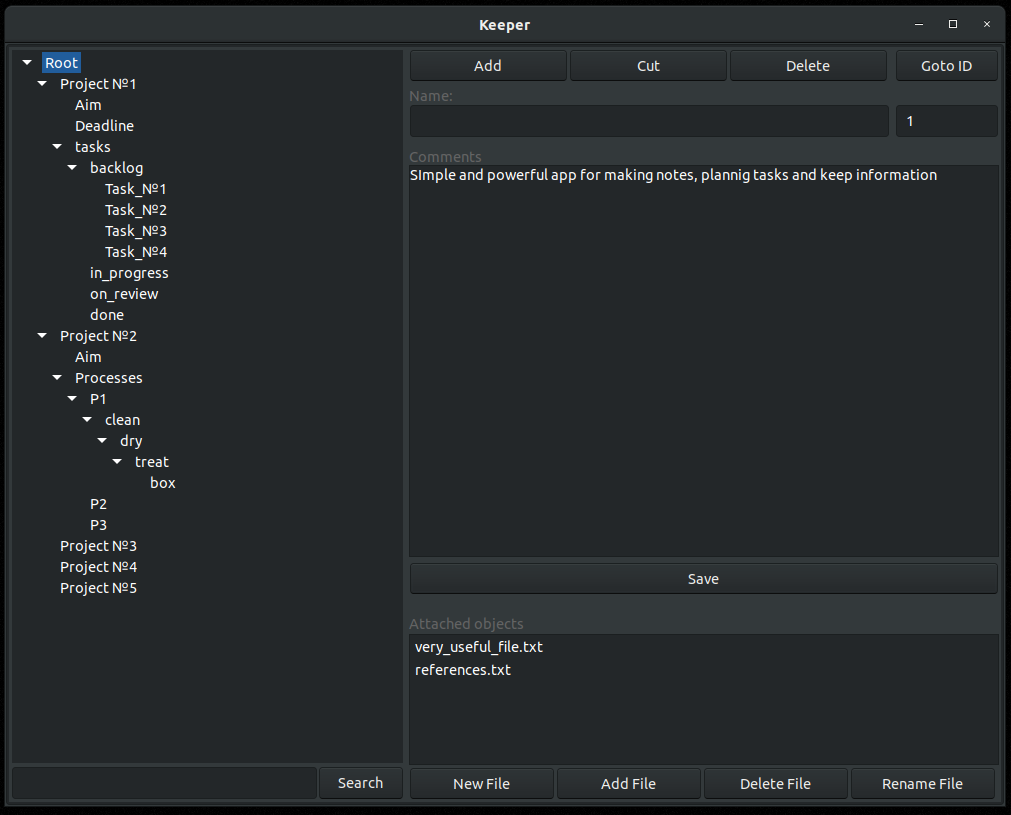 Keeper
Root
Project №1
Aim
Deadline
tasks
backlog
Task_№1
Task_№2
Task_№3
Task_№4
in_progress
on_review
done
Project №2
Aim
Processes
P1
clean
dry
treat
box
P2
P3
Project №3
Project №4
Project №5
Search
Add Cut Delete Goto ID
Name:
1
Comments
SImple and powerful app for making notes, plannig tasks and keep information
Save
Attached objects
very_useful_file.txt
references.txt
New File Add File Delete File Rename File